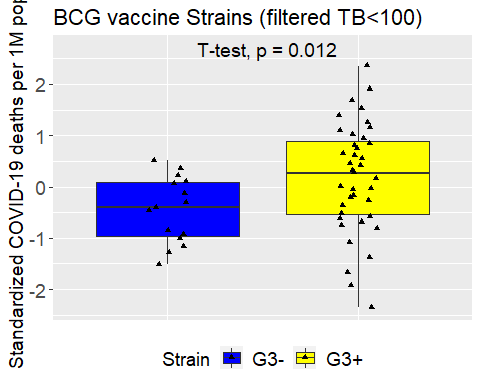 BCG vaccine Strains (filtered TB<100)
Standardized COVID-19 deaths per 1M pop
T-test, p = 0.012
2
1
0
-1
-2
Strain G3- G3+